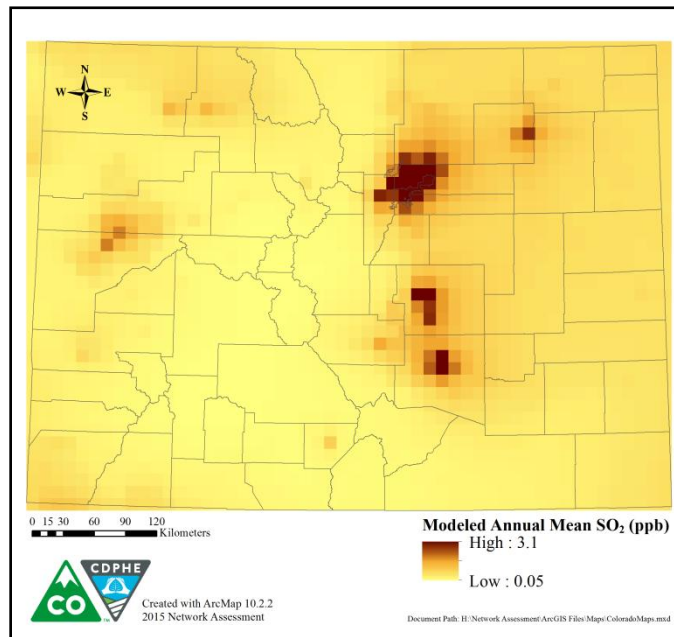 N
W E
S
0 15 30 60 90 120
Kilometers
Modeled Annual Mean SO₂ (ppb)
High : 3.1
Low : 0.05
CO
TM
CDPHE
Created with ArcMap 10.2.2
2015 Network Assessment
Document Path: H:\Network Assessment\ArcGIS Files\Maps\ColoradoMaps.mxd